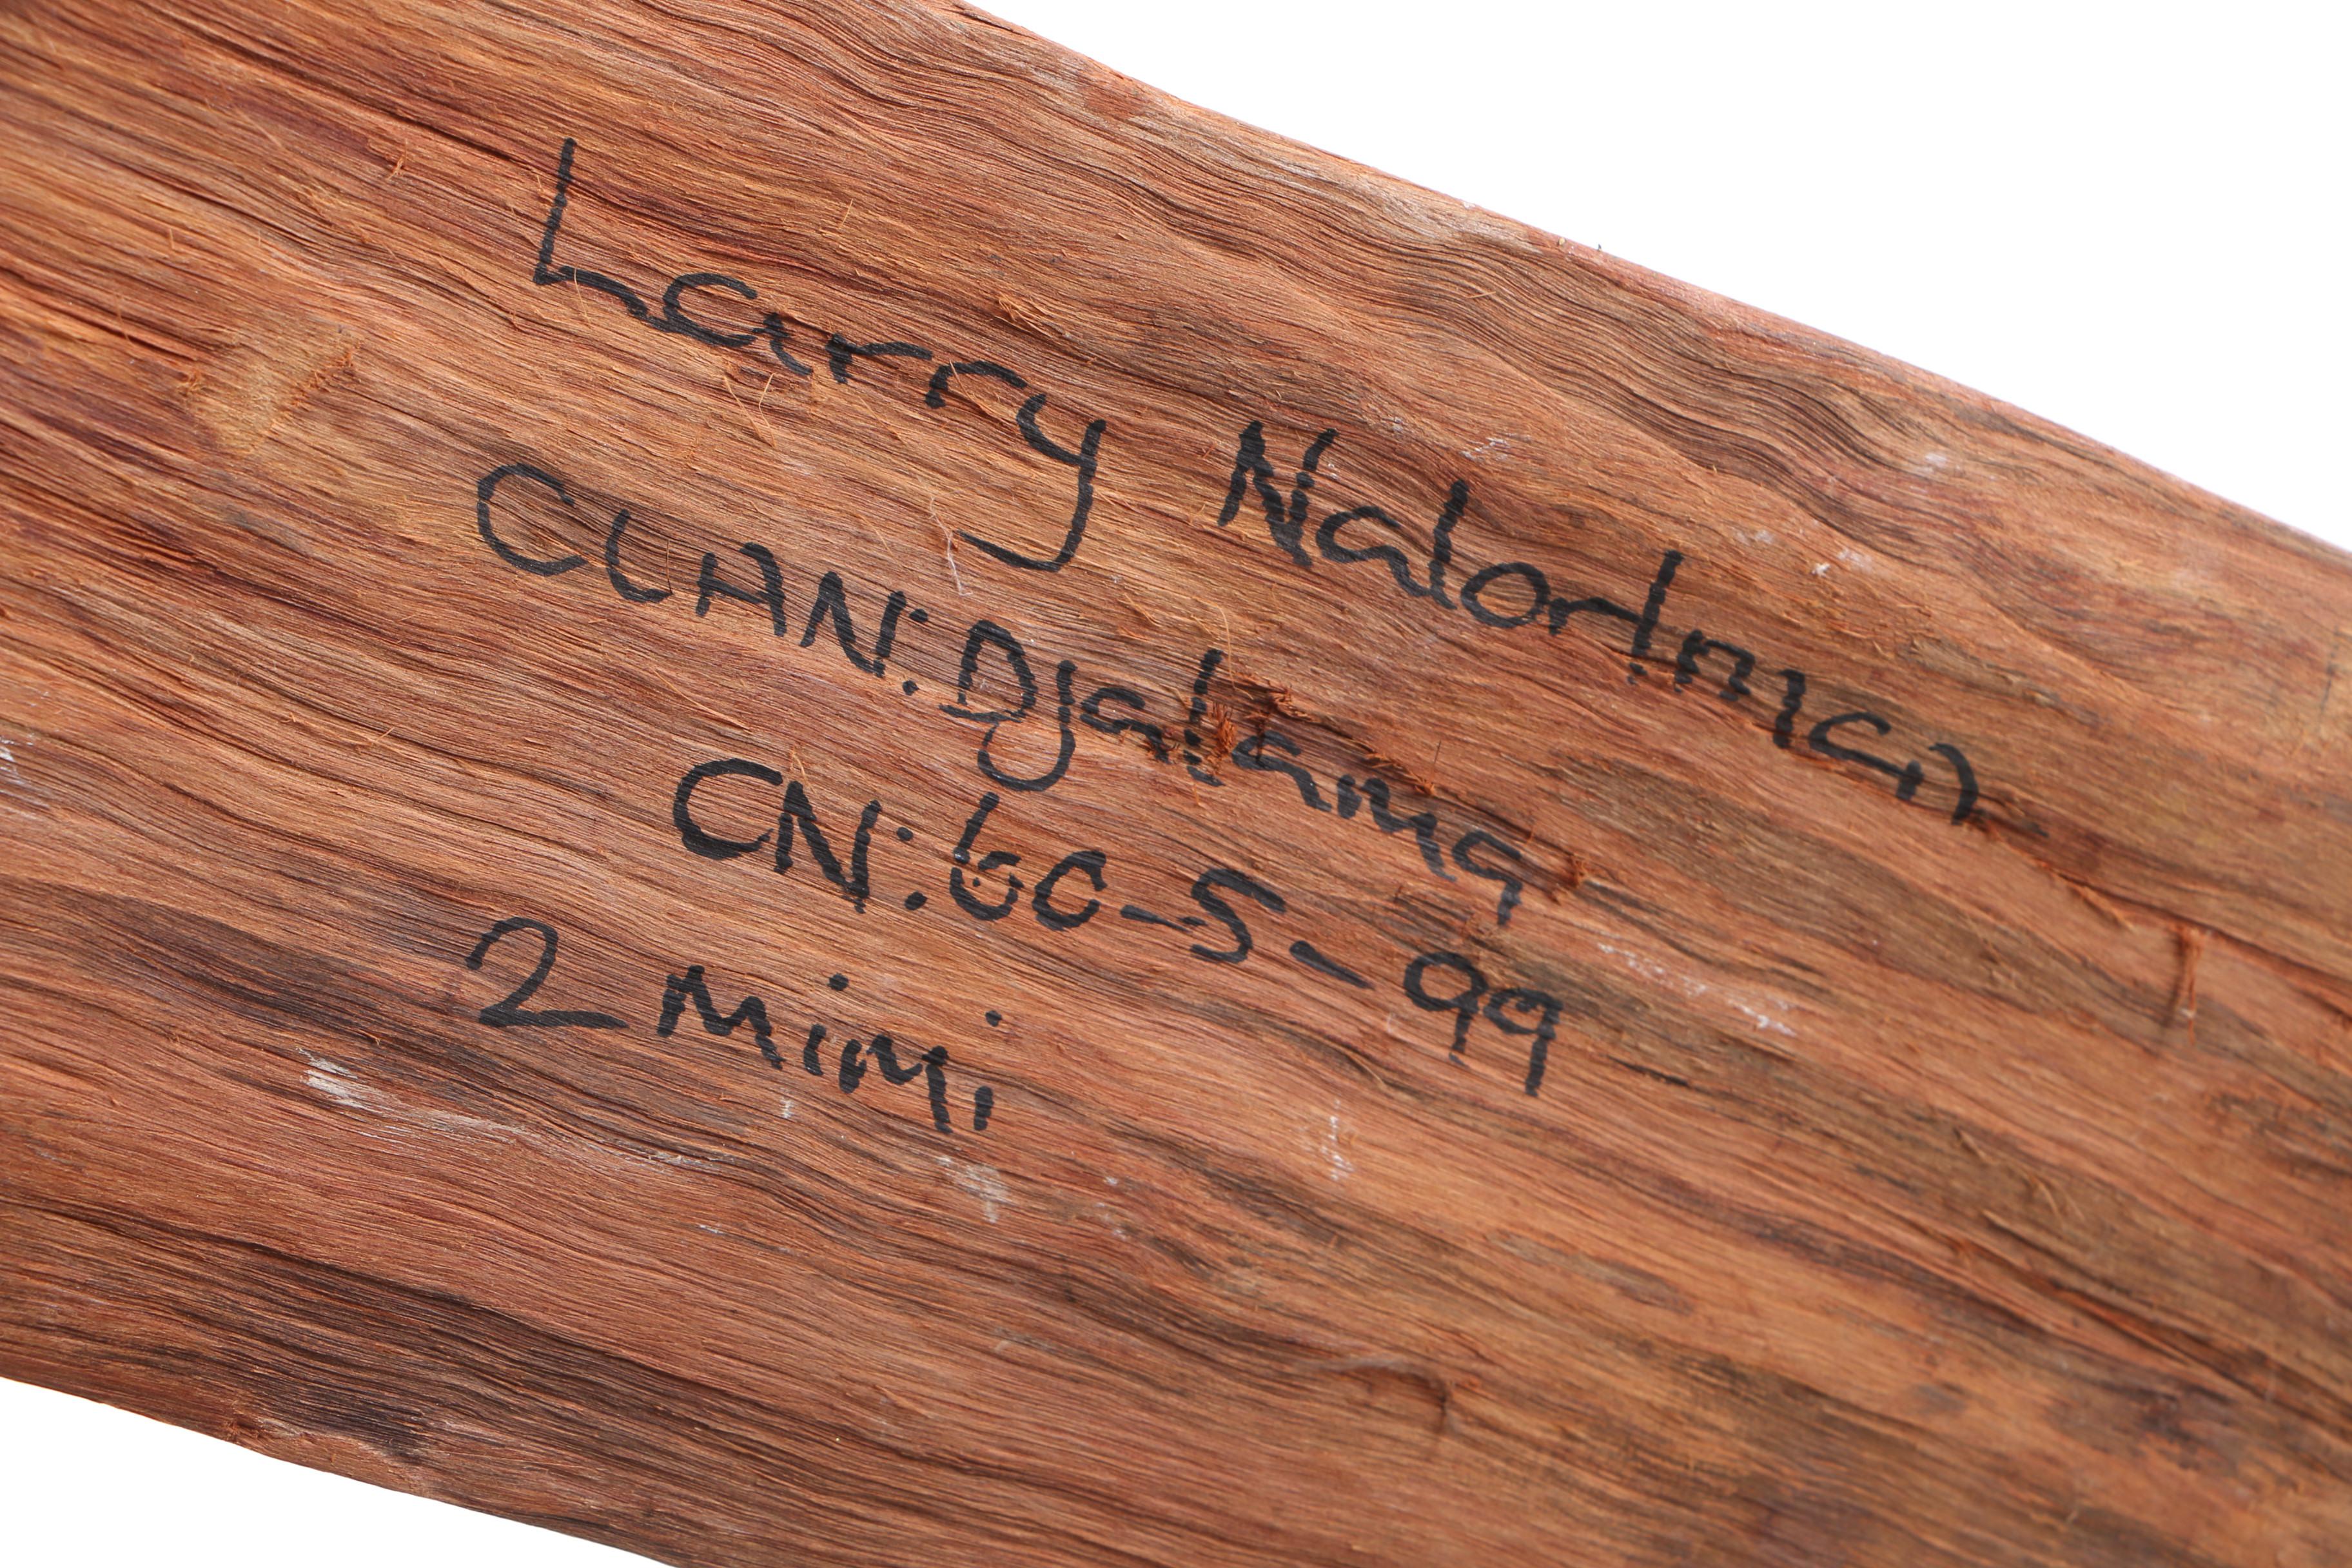 Larry Nalorlman
CLAN: Djalama
CN: 60-5-99
2 Mimi